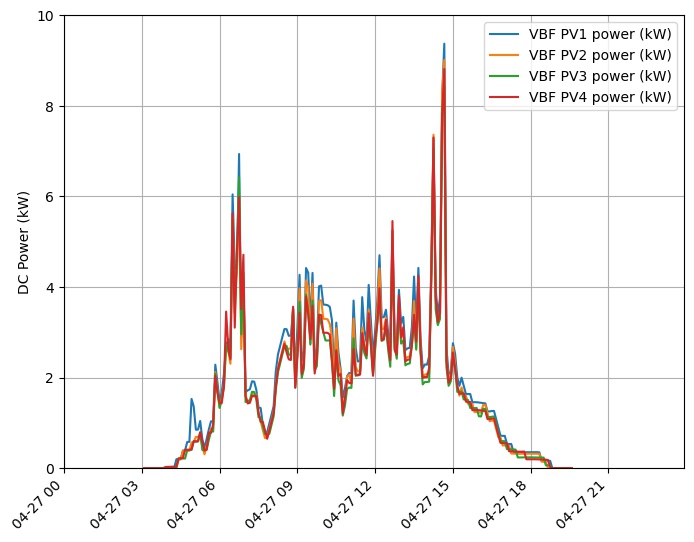 10
VBF PV1 power (kW)
VBF PV2 power (kW)
VBF PV3 power (kW)
VBF PV4 power (kW)
8
6
DC Power (kW)
4
2
0
04-27 00
04-27 03
04-27 06
04-27 09
04-27 12
04-27 15
04-27 18
04-27 21